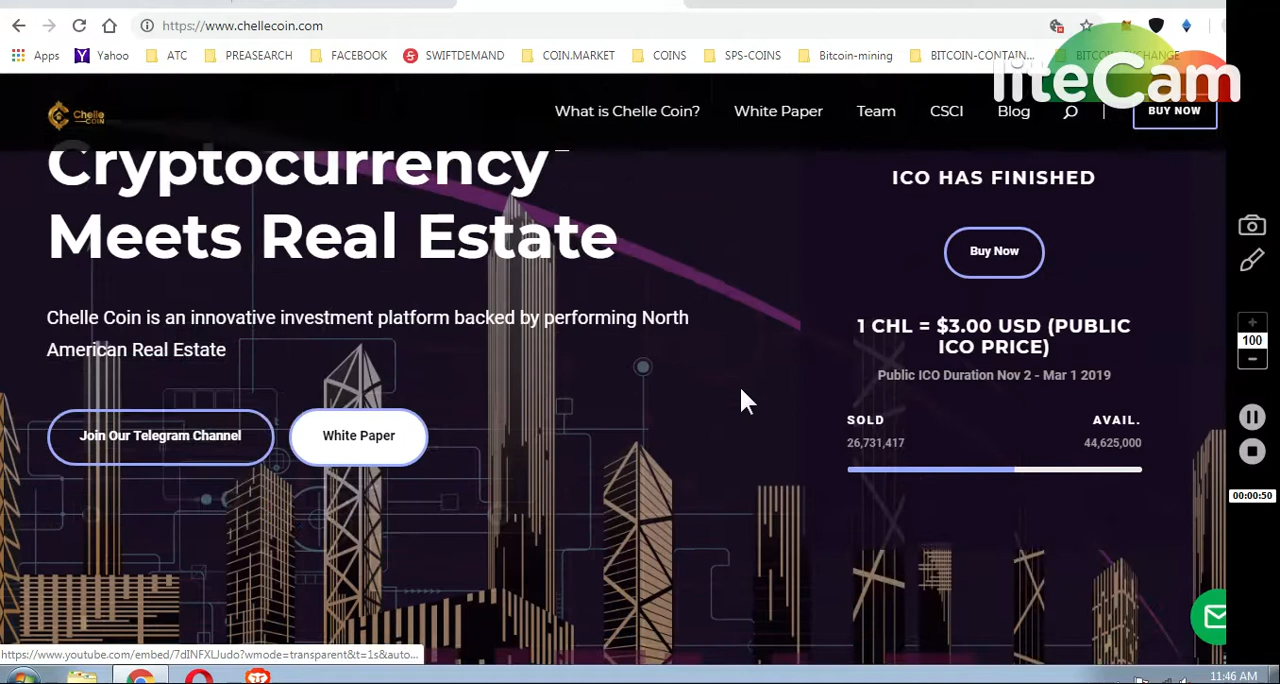 https://www.chellecoin.com
Apps Yahoo ATC PREASEARCH FACEBOOK SWIFTDEMAND COIN.MARKET COINS SPS-COINS Bitcoin-mining BITCOIN-CONTAIN...
liteCam
Chelle COIN What is Chelle Coin? White Paper Team CSCI Blog BUY NOW
Cryptocurrency
Meets Real Estate
Chelle Coin is an innovative investment platform backed by performing North
American Real Estate
Join Our Telegram Channel White Paper
ICO HAS FINISHED
Buy Now
1 CHL = $3.00 USD (PUBLIC
ICO PRICE)
Public ICO Duration Nov 2 - Mar 1 2019
SOLD AVAIL.
26,731,417 44,625,000
100
00:00:50
https://www.youtube.com/embed/7dINFXLJudo?wmode=transparent&t=1s&auto...
11:46 AM